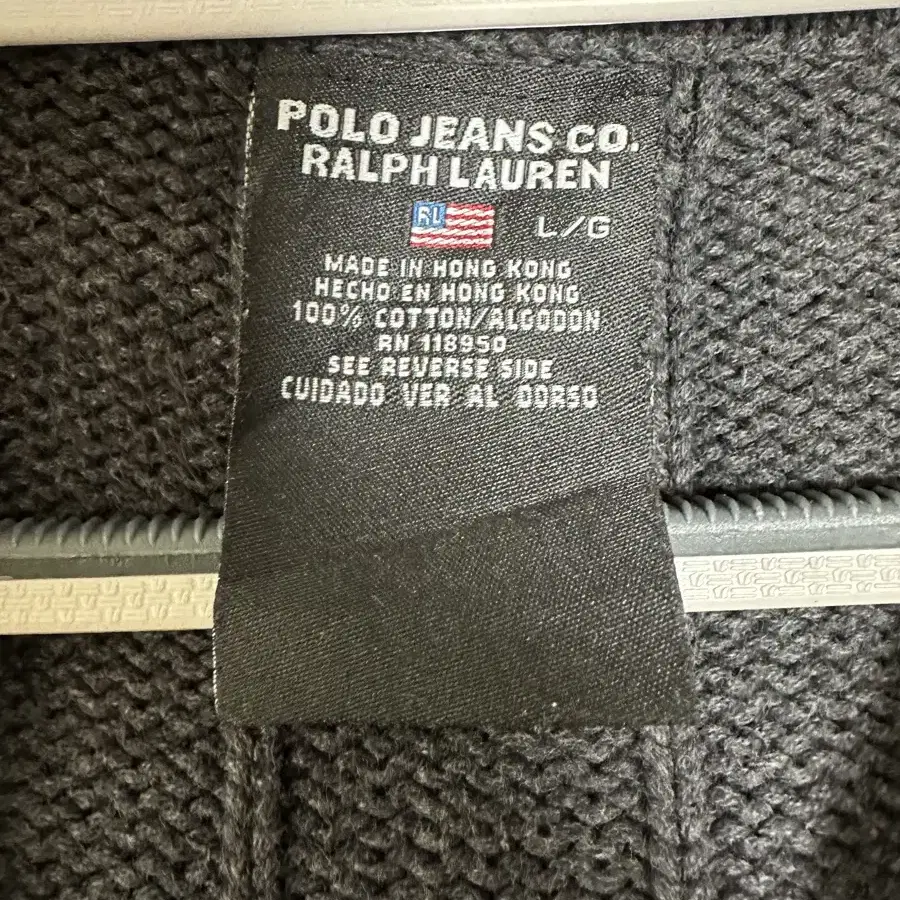 POLO JEANS CO.
RALPH LAUREN
RL L/G
MADE IN HONG KONG
HECHO EN HONG KONG
100% COTTON/ALGODON
RN 118950
SEE REVERSE SIDE
CUIDADO VER AL DORSO